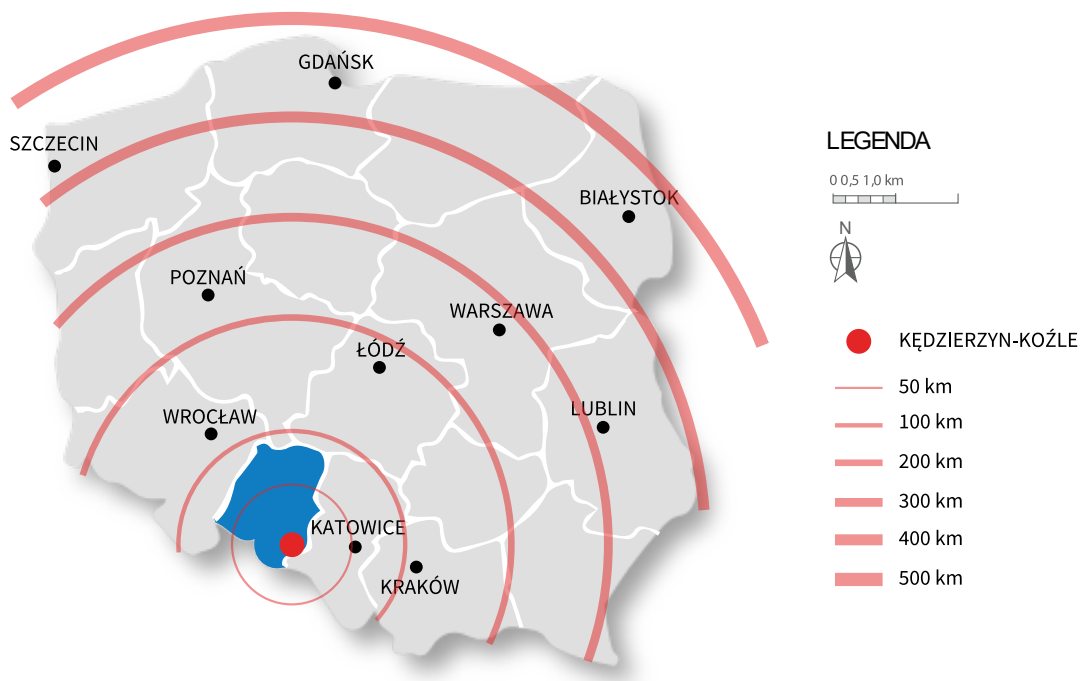 GDAŃSK
SZCZECIN
BIAŁYSTOK
POZNAŃ
WARSZAWA
ŁÓDŹ
WROCŁAW
LUBLIN
KATOWICE
KRAKÓW
LEGENDA
0 0,5 1,0 km
N
KĘDZIERZYN-KOŹLE
50 km
100 km
200 km
300 km
400 km
500 km